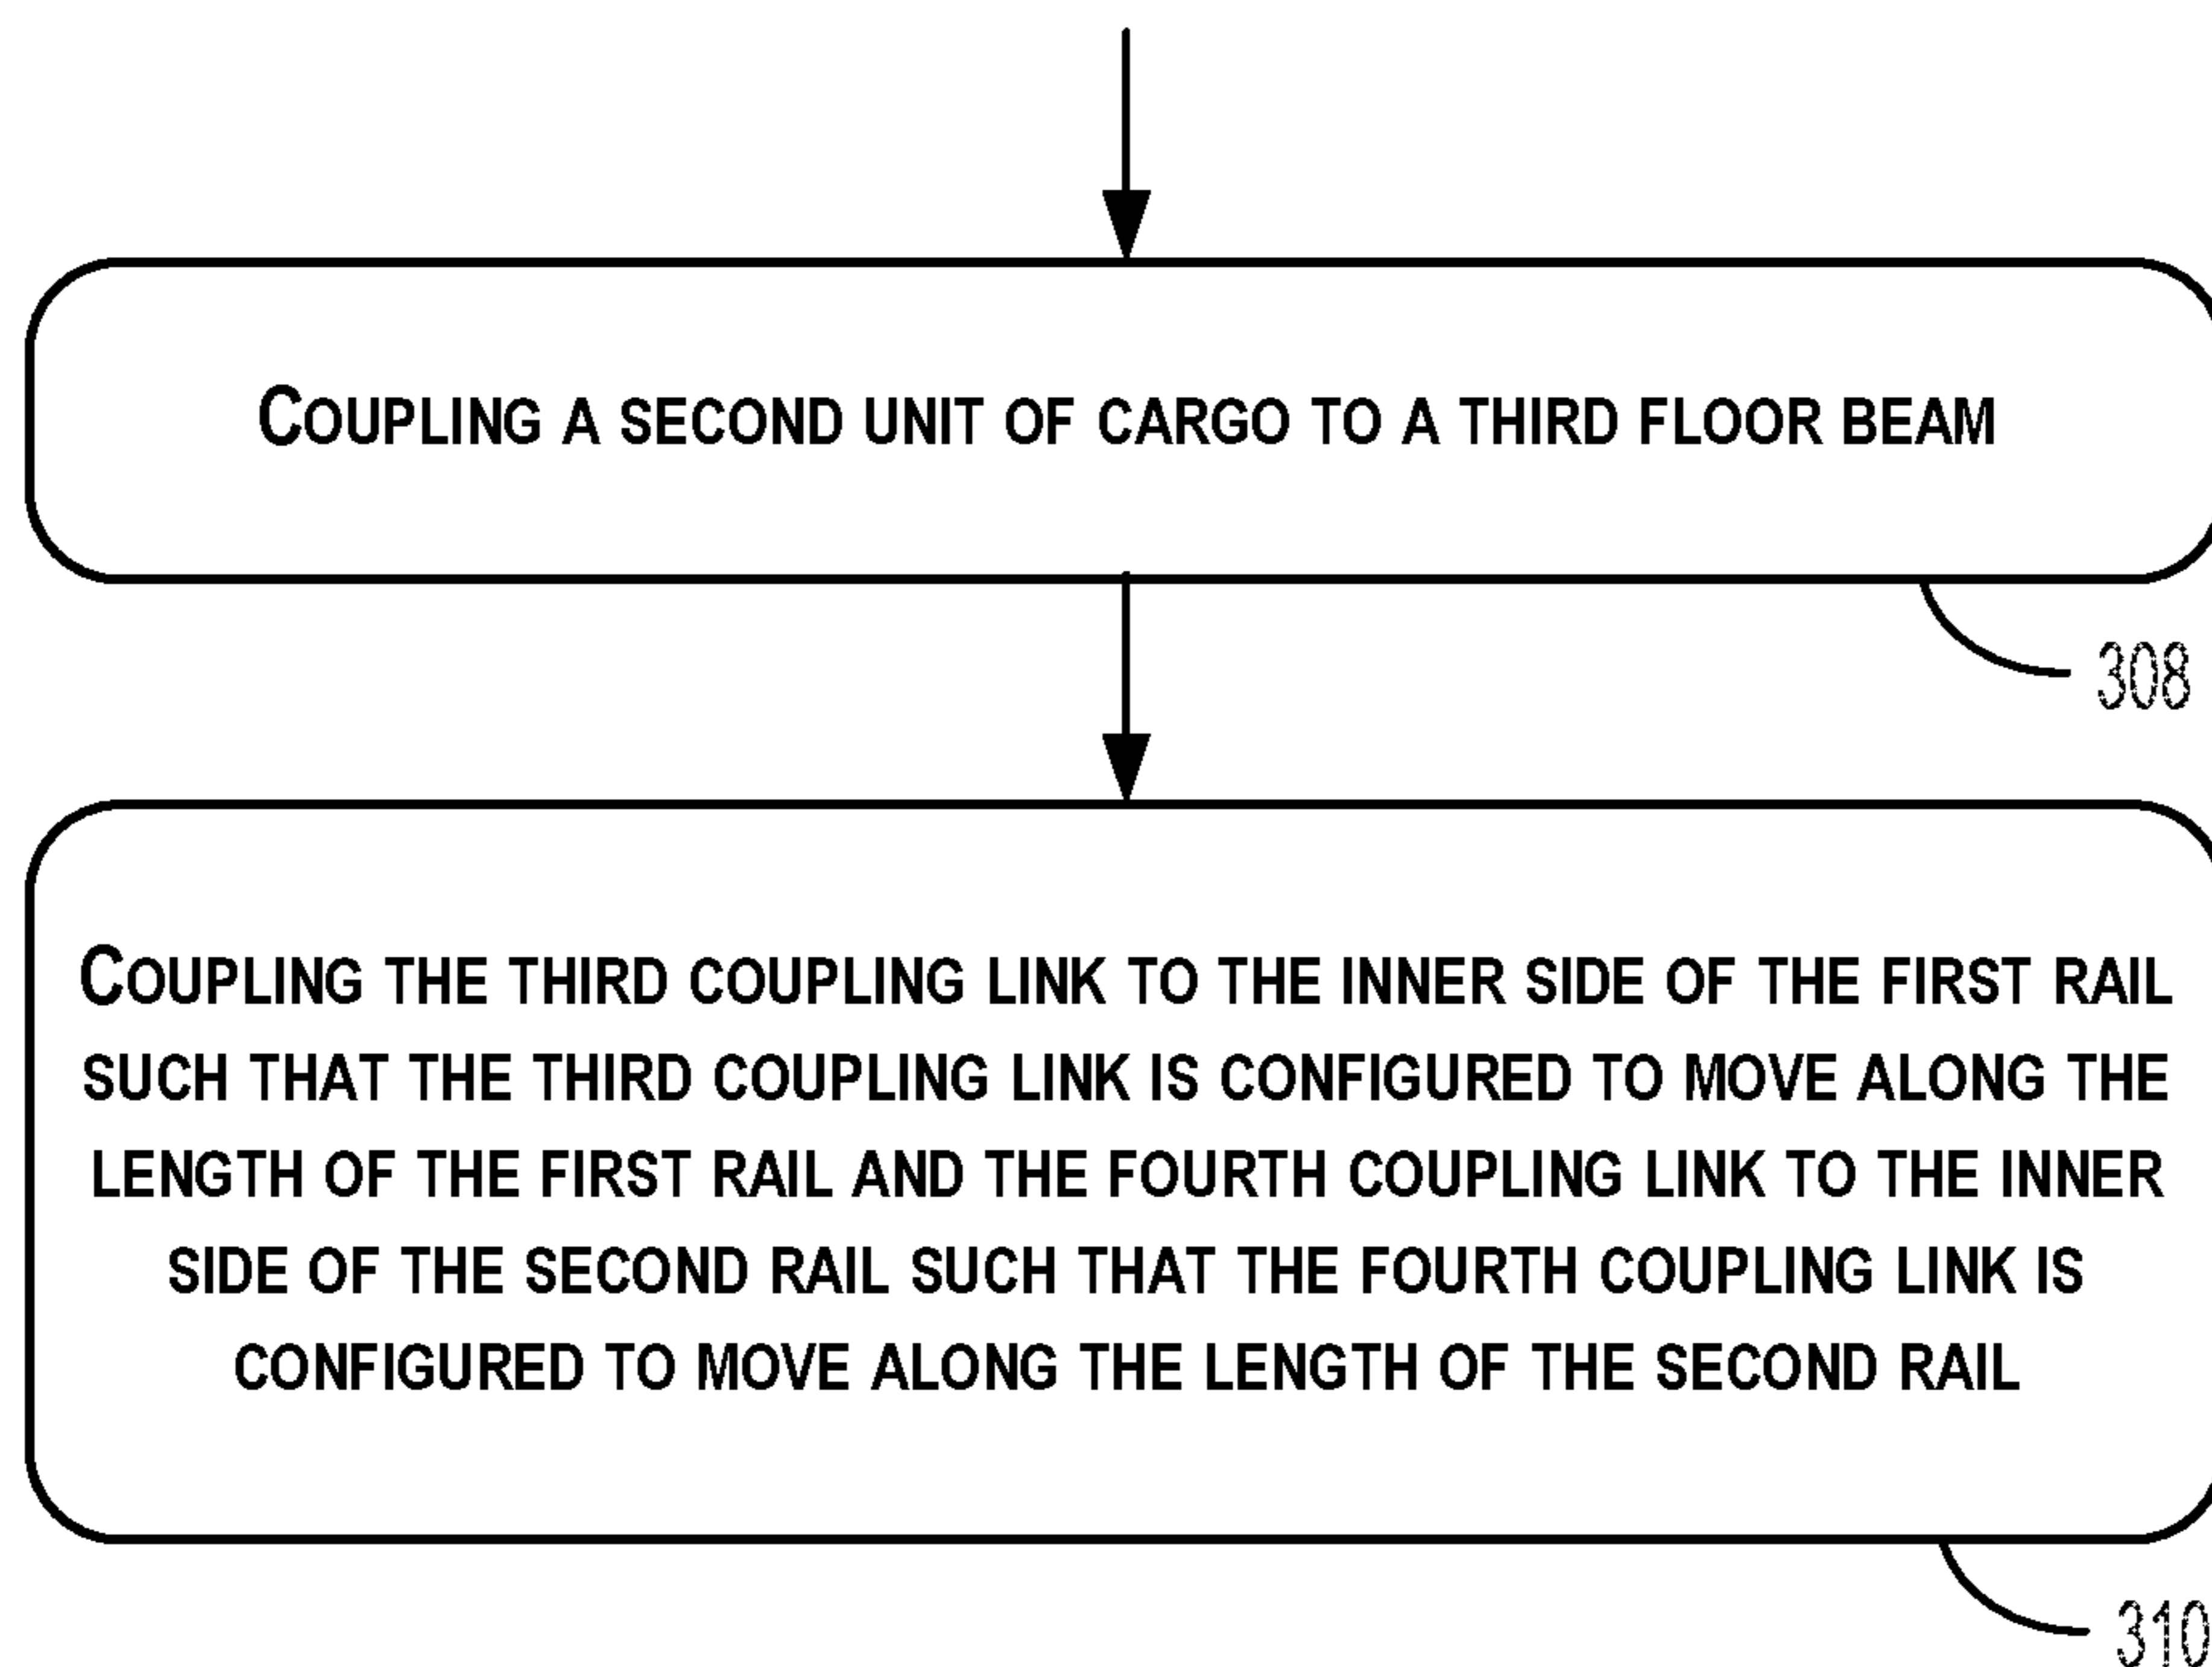 COUPLING A SECOND UNIT OF CARGO TO A THIRD FLOOR BEAM
308
COUPLING THE THIRD COUPLING LINK TO THE INNER SIDE OF THE FIRST RAIL
SUCH THAT THE THIRD COUPLING LINK IS CONFIGURED TO MOVE ALONG THE
LENGTH OF THE FIRST RAIL AND THE FOURTH COUPLING LINK TO THE INNER
SIDE OF THE SECOND RAIL SUCH THAT THE FOURTH COUPLING LINK IS
CONFIGURED TO MOVE ALONG THE LENGTH OF THE SECOND RAIL
310